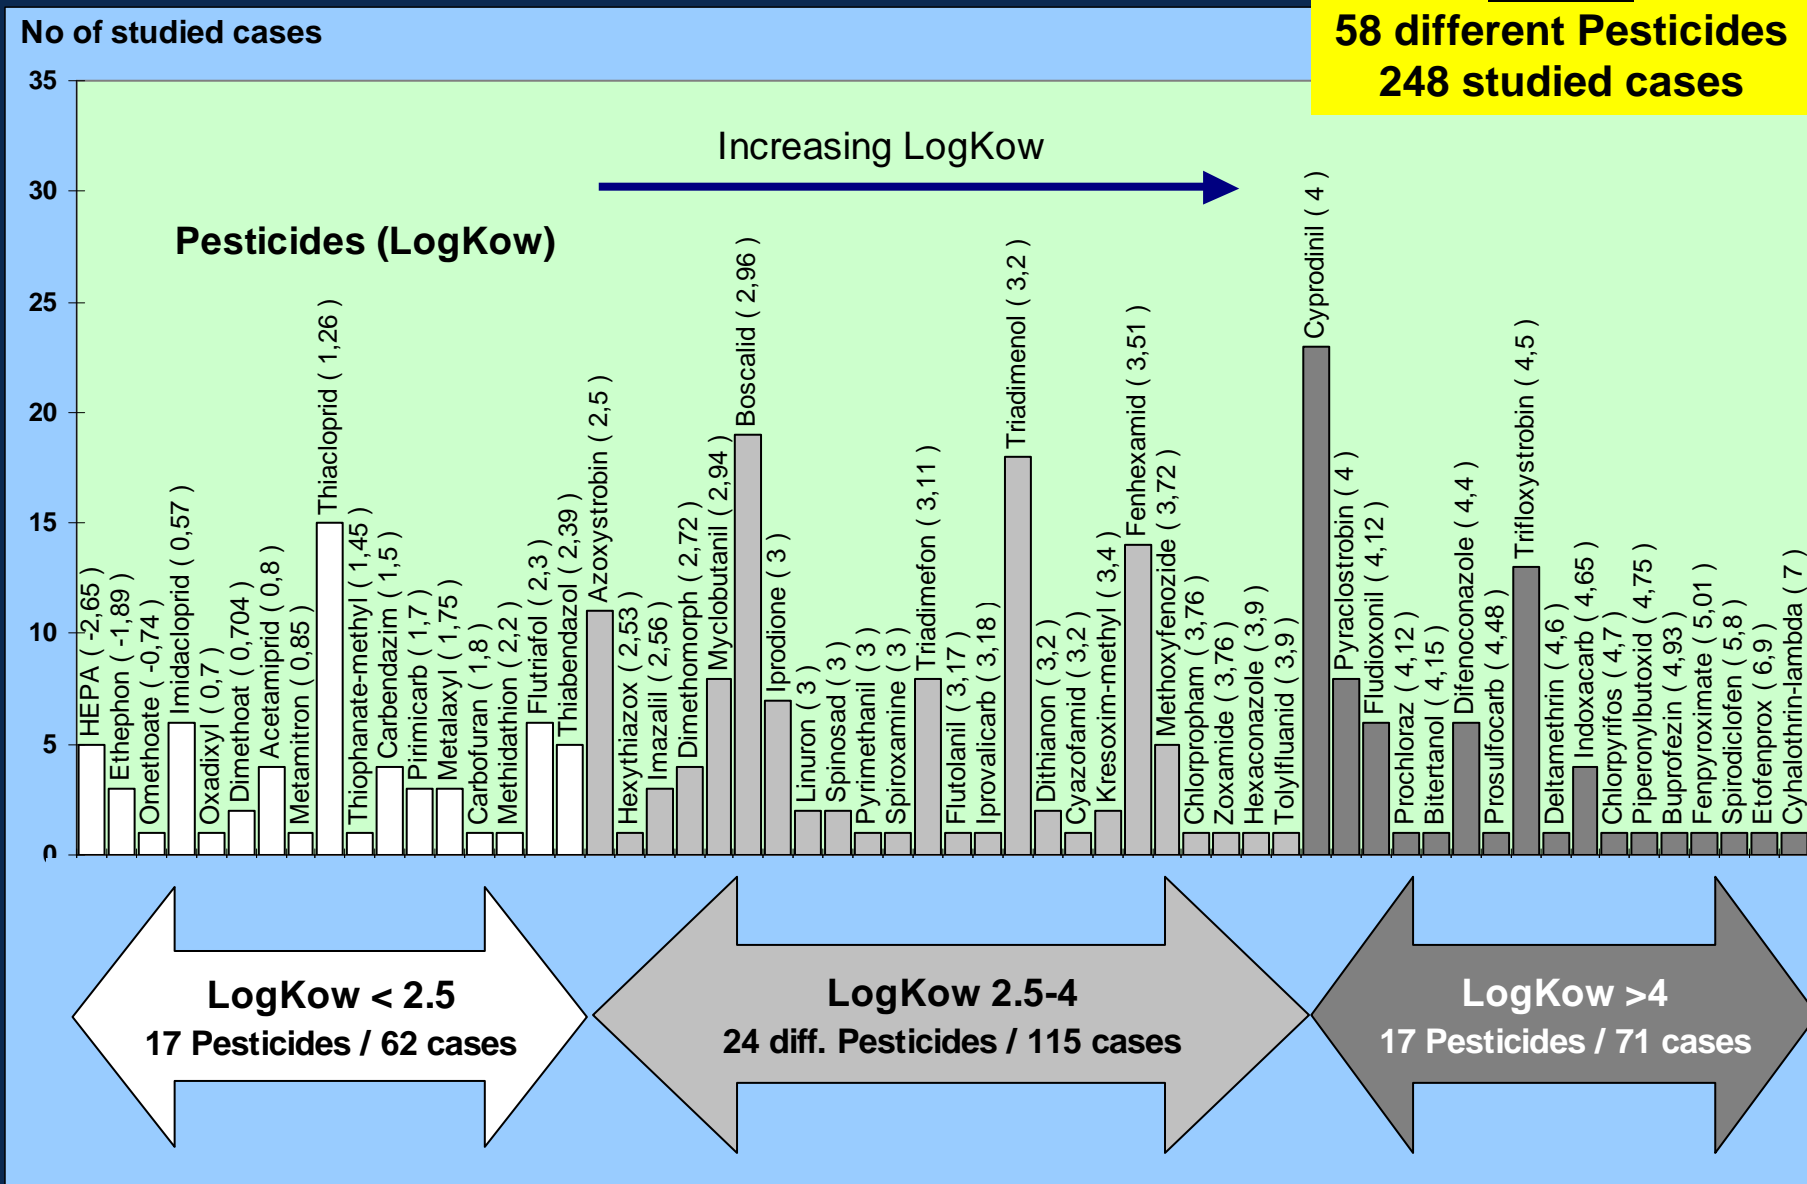 No of studied cases
58 different Pesticides
248 studied cases
35
30
25
20
15
10
5
0
Increasing LogKow
Pesticides (LogKow)
HEPA ( -2,65 )
Ethephon ( -1,89 )
Omethoate ( -0,74 )
Imidacloprid ( 0,57 )
Oxadixyl ( 0,7 )
Dimethoat ( 0,704 )
Acetamiprid ( 0,8 )
Metamitron ( 0,85 )
Thiacloprid ( 1,26 )
Thiophanate-methyl ( 1,45 )
Carbendazim ( 1,5 )
Pirimicarb ( 1,7 )
Metalaxyl ( 1,75 )
Carbofuran ( 1,8 )
Methidathion ( 2,2 )
Flutriafol ( 2,3 )
Thiabendazol ( 2,39 )
Azoxystrobin ( 2,5 )
Hexythiazox ( 2,53 )
Imazalil ( 2,56 )
Dimethomorph ( 2,72 )
Myclobutanil ( 2,94 )
Boscalid ( 2,96 )
Iprodione ( 3 )
Linuron ( 3 )
Spinosad ( 3 )
Pyrimethanil ( 3 )
Spiroxamine ( 3 )
Triadimefon ( 3,11 )
Flutolanil ( 3,17 )
Iprovalicarb ( 3,18 )
Triadimenol ( 3,2 )
Dithianon ( 3,2 )
Cyazofamid ( 3,2 )
Kresoxim-methyl ( 3,4 )
Fenhexamid ( 3,51 )
Methoxyfenozide ( 3,72 )
Chlorpropham ( 3,76 )
Zoxamide ( 3,76 )
Hexaconazole ( 3,9 )
Tolylfluanid ( 3,9 )
Cyprodinil ( 4 )
Pyraclostrobin ( 4 )
Fludioxonil ( 4,12 )
Prochloraz ( 4,12 )
Bitertanol ( 4,15 )
Difenoconazole ( 4,4 )
Prosulfocarb ( 4,48 )
Trifloxystrobin ( 4,5 )
Deltamethrin ( 4,6 )
Indoxacarb ( 4,65 )
Chlorpyrifos ( 4,7 )
Piperonylbutoxid ( 4,75 )
Buprofezin ( 4,93 )
Fenpyroximate ( 5,01 )
Spirodiclofen ( 5,8 )
Etofenprox ( 6,9 )
Cyhalothrin-lambda ( 7 )
LogKow < 2.5
17 Pesticides / 62 cases
LogKow 2.5-4
24 diff. Pesticides / 115 cases
LogKow >4
17 Pesticides / 71 cases